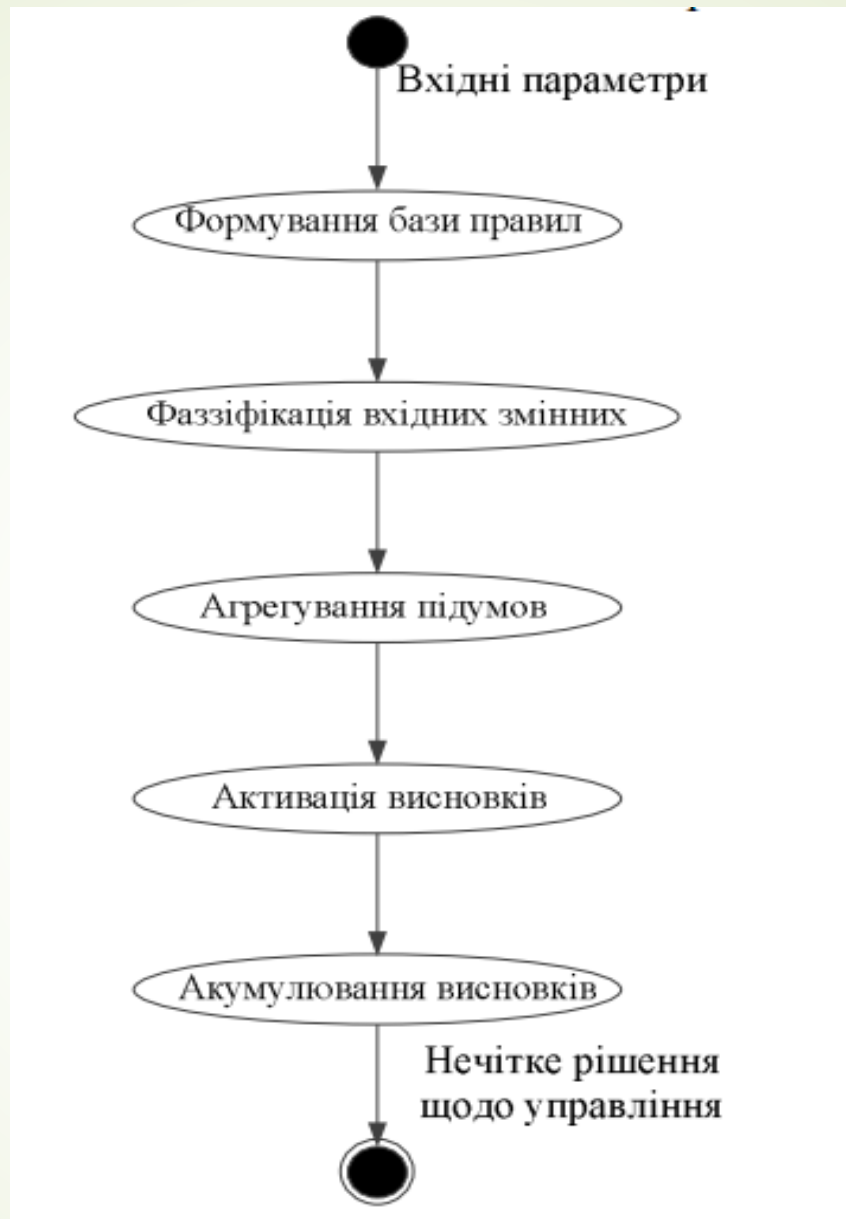 Вхідні параметри
Формування бази правил
Фаззіфікація вхідних змінних
Агрегування підумов
Активація висновків
Акумулювання висновків
Нечітке рішення
щодо управління